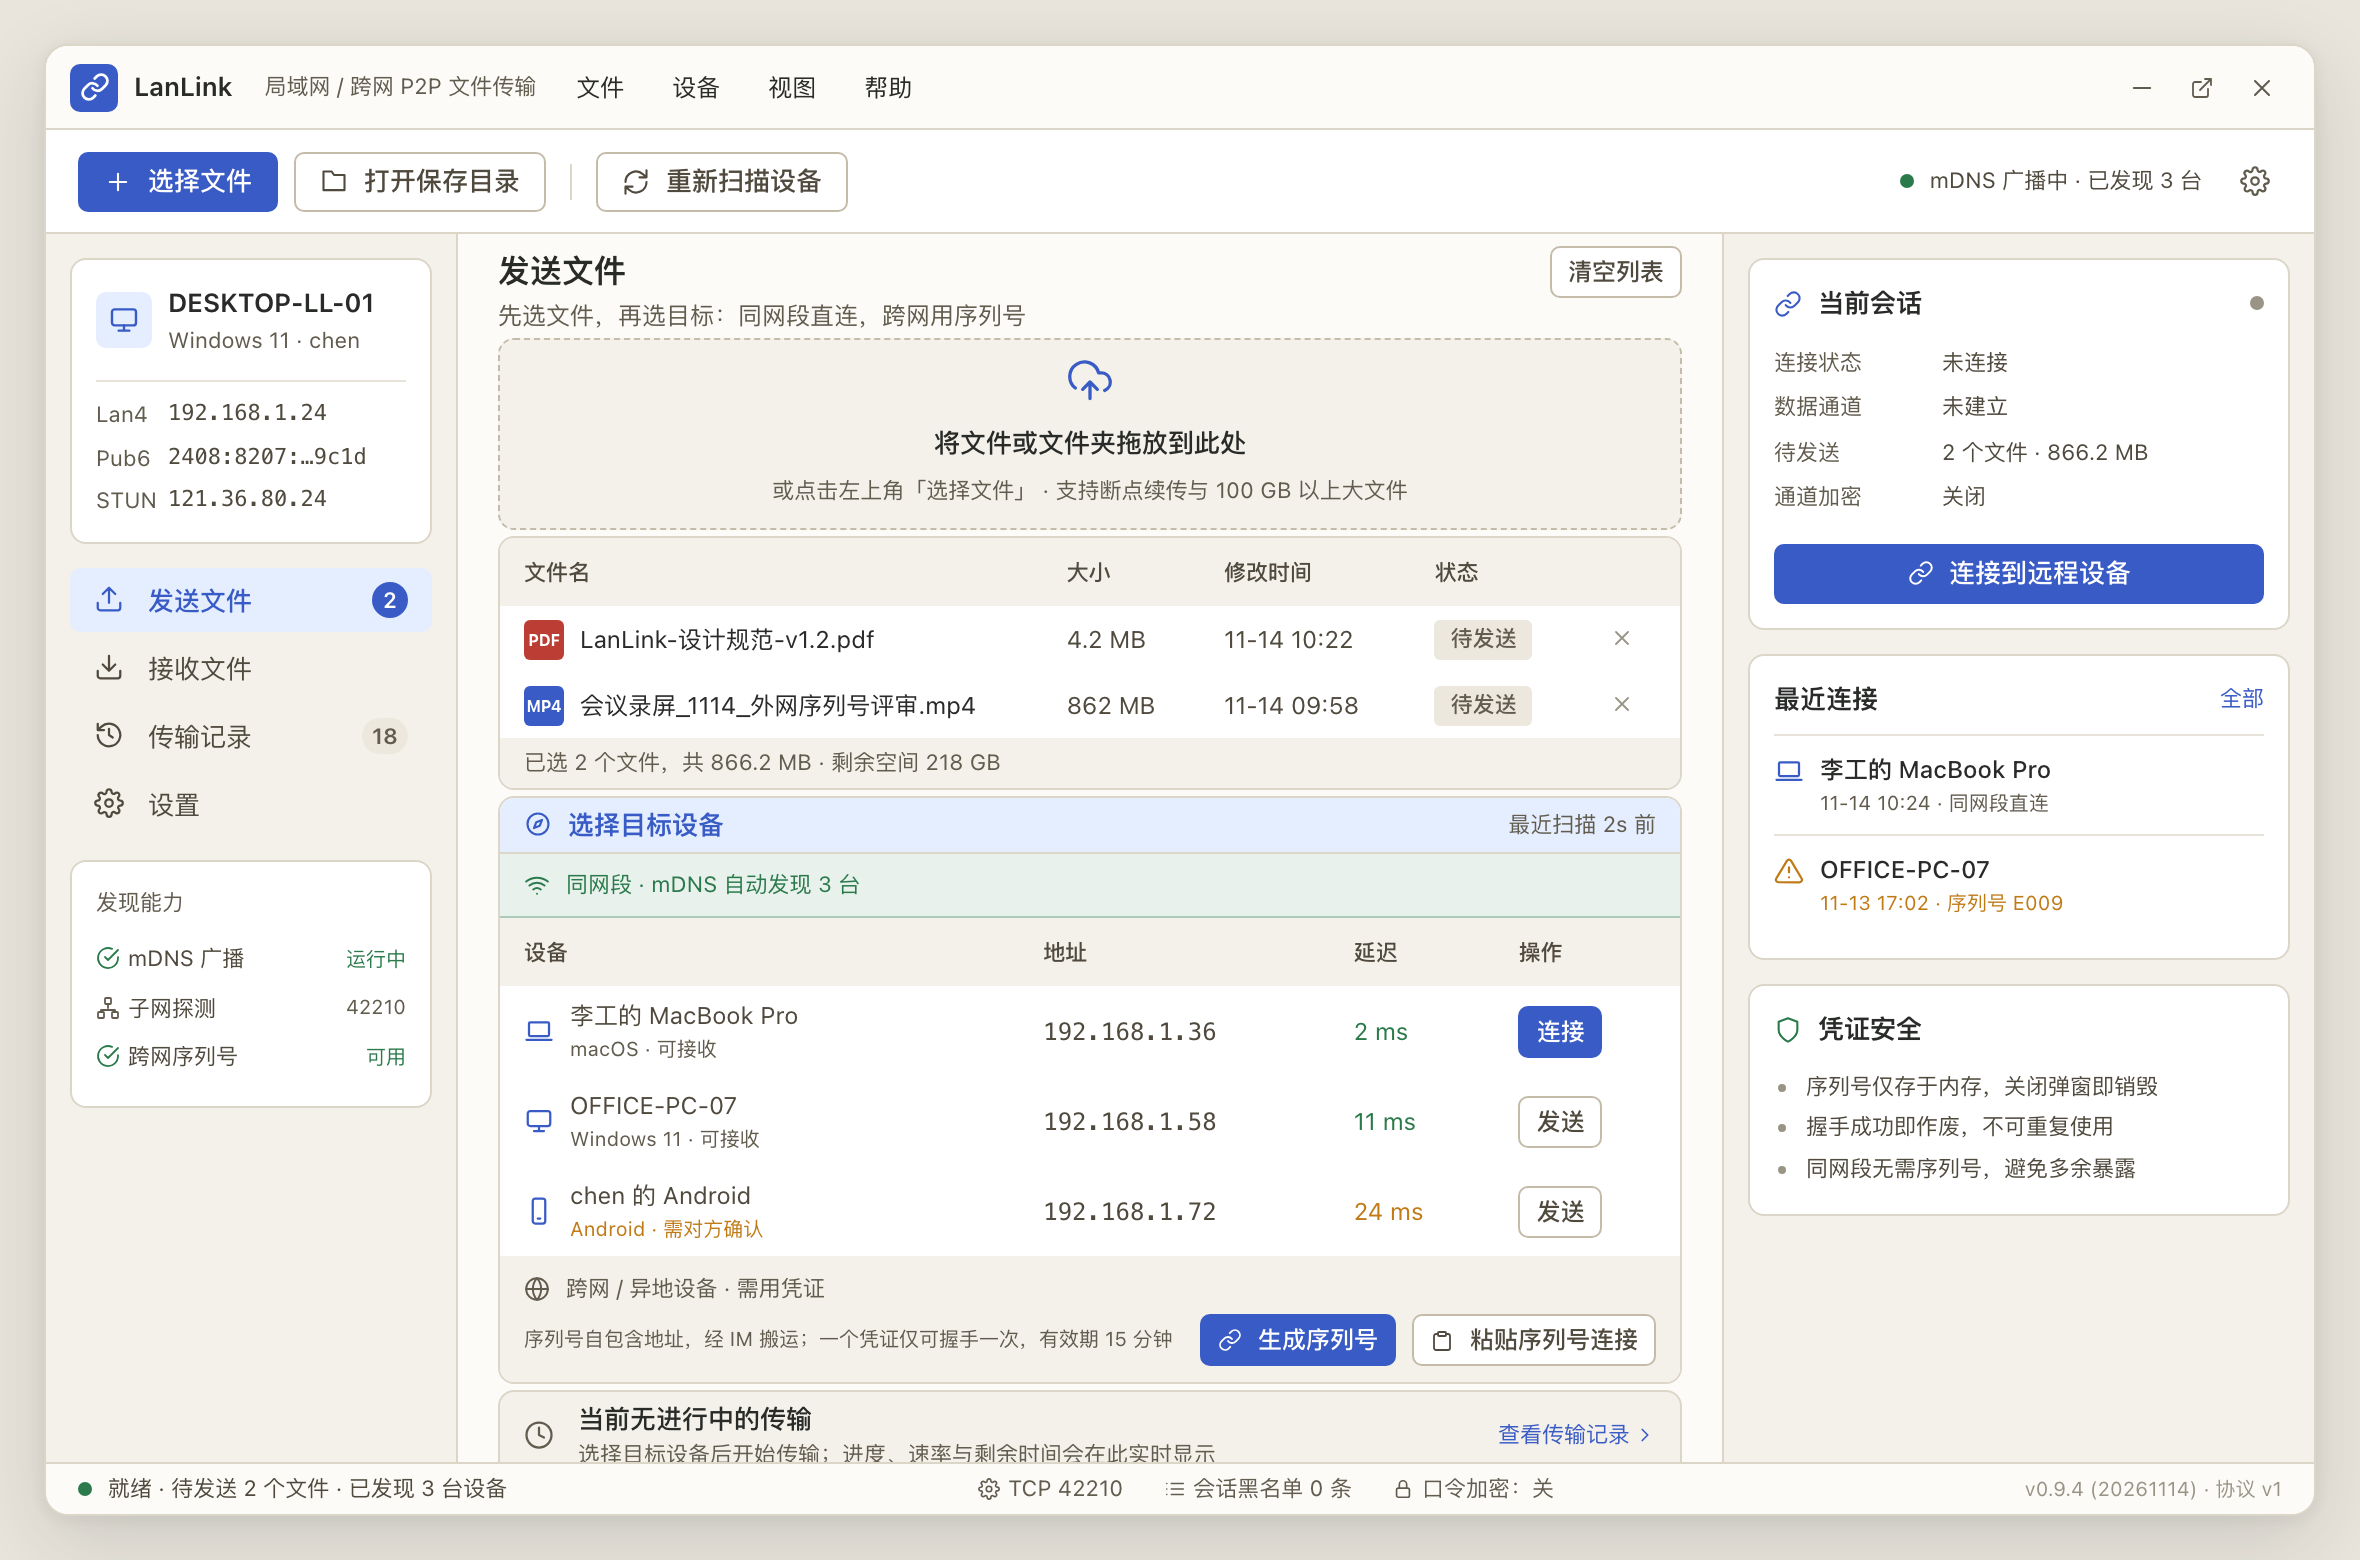 LanLink 局域网 / 跨网 P2P 文件传输 文件 设备 视图 帮助
选择文件 打开保存目录 重新扫描设备 mDNS 广播中 · 已发现 3 台
DESKTOP-LL-01
Windows 11 · chen
Lan4 192.168.1.24
Pub6 2408:8207:…9c1d
STUN 121.36.80.24
发送文件 2
接收文件
传输记录 18
设置
发现能力
mDNS 广播 运行中
子网探测 42210
跨网序列号 可用
发送文件 清空列表
先选文件，再选目标：同网段直连，跨网用序列号
将文件或文件夹拖放到此处
或点击左上角「选择文件」 · 支持断点续传与 100 GB 以上大文件
文件名 大小 修改时间 状态
PDF LanLink-设计规范-v1.2.pdf 4.2 MB 11-14 10:22 待发送
MP4 会议录屏_1114_外网序列号评审.mp4 862 MB 11-14 09:58 待发送
已选 2 个文件，共 866.2 MB · 剩余空间 218 GB
选择目标设备 最近扫描 2s 前
同网段 · mDNS 自动发现 3 台
设备 地址 延迟 操作
李工的 MacBook Pro
macOS · 可接收
192.168.1.36 2 ms 连接
OFFICE-PC-07
Windows 11 · 可接收
192.168.1.58 11 ms 发送
chen 的 Android
Android · 需对方确认
192.168.1.72 24 ms 发送
跨网 / 异地设备 · 需用凭证
序列号自包含地址，经 IM 搬运；一个凭证仅可握手一次，有效期 15 分钟 生成序列号 粘贴序列号连接
当前无进行中的传输
选择目标设备后开始传输；进度、速率与剩余时间会在此实时显示
查看传输记录
当前会话
连接状态 未连接
数据通道 未建立
待发送 2 个文件 · 866.2 MB
通道加密 关闭
连接到远程设备
最近连接 全部
李工的 MacBook Pro
11-14 10:24 · 同网段直连
OFFICE-PC-07
11-13 17:02 · 序列号 E009
凭证安全
序列号仅存于内存，关闭弹窗即销毁
握手成功即作废，不可重复使用
同网段无需序列号，避免多余暴露
就绪 · 待发送 2 个文件 · 已发现 3 台设备 TCP 42210 会话黑名单 0 条 口令加密：关 v0.9.4 (20261114) · 协议 v1